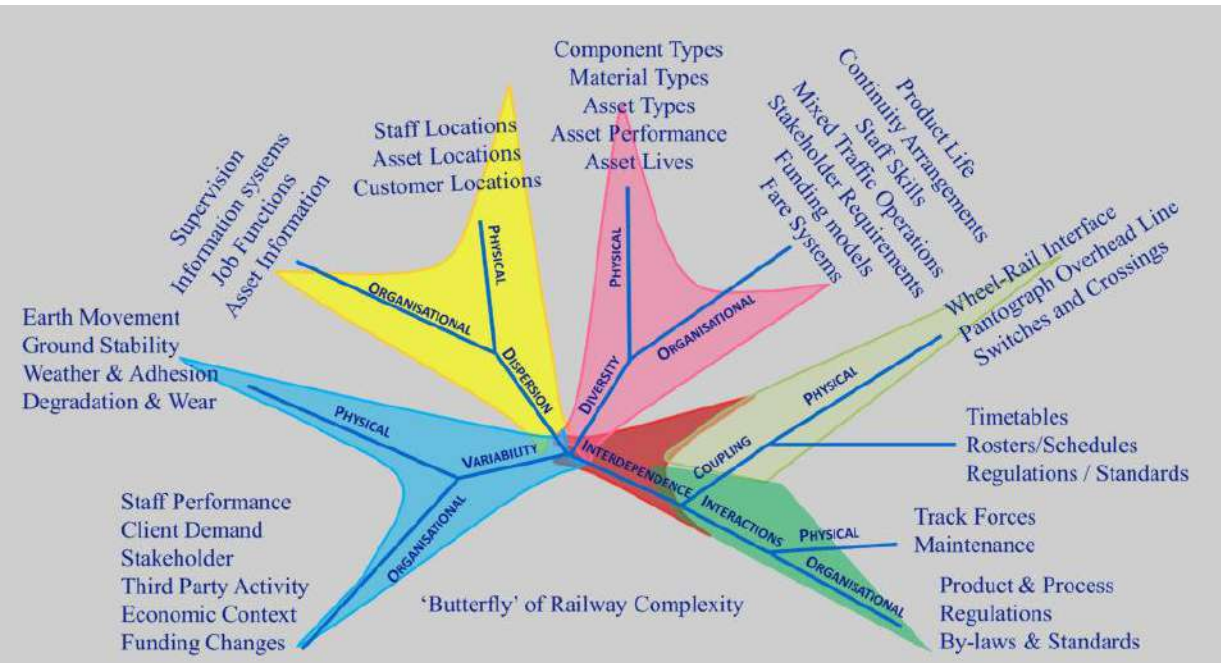 Component Types
Material Types
Asset Types
Asset Performance
Asset Lives
Staff Locations
Asset Locations
Customer Locations
Supervision
Information systems
Job Functions
Asset Information
Product Life
Continuity Arrangements
Staff Skills
Mixed Traffic Operations
Stakeholder Requirements
Funding models
Fare Systems
Wheel-Rail Interface
Pantograph Overhead Line
Switches and Crossings
PHYSICAL
ORGANISATIONAL
DISPERSION
PHYSICAL
ORGANISATIONAL
DIVERSITY
Earth Movement
Ground Stability
Weather & Adhesion
Degradation & Wear
PHYSICAL
VARIABILITY
ORGANISATIONAL
INTERDEPENDENCE
COUPLING
PHYSICAL
Timetables
Rosters/Schedules
Regulations / Standards
INTERACTIONS
PHYSICAL
ORGANISATIONAL
Track Forces
Maintenance
Product & Process
Regulations
By-laws & Standards
Staff Performance
Client Demand
Stakeholder
Third Party Activity
Economic Context
Funding Changes
‘Butterfly’ of Railway Complexity